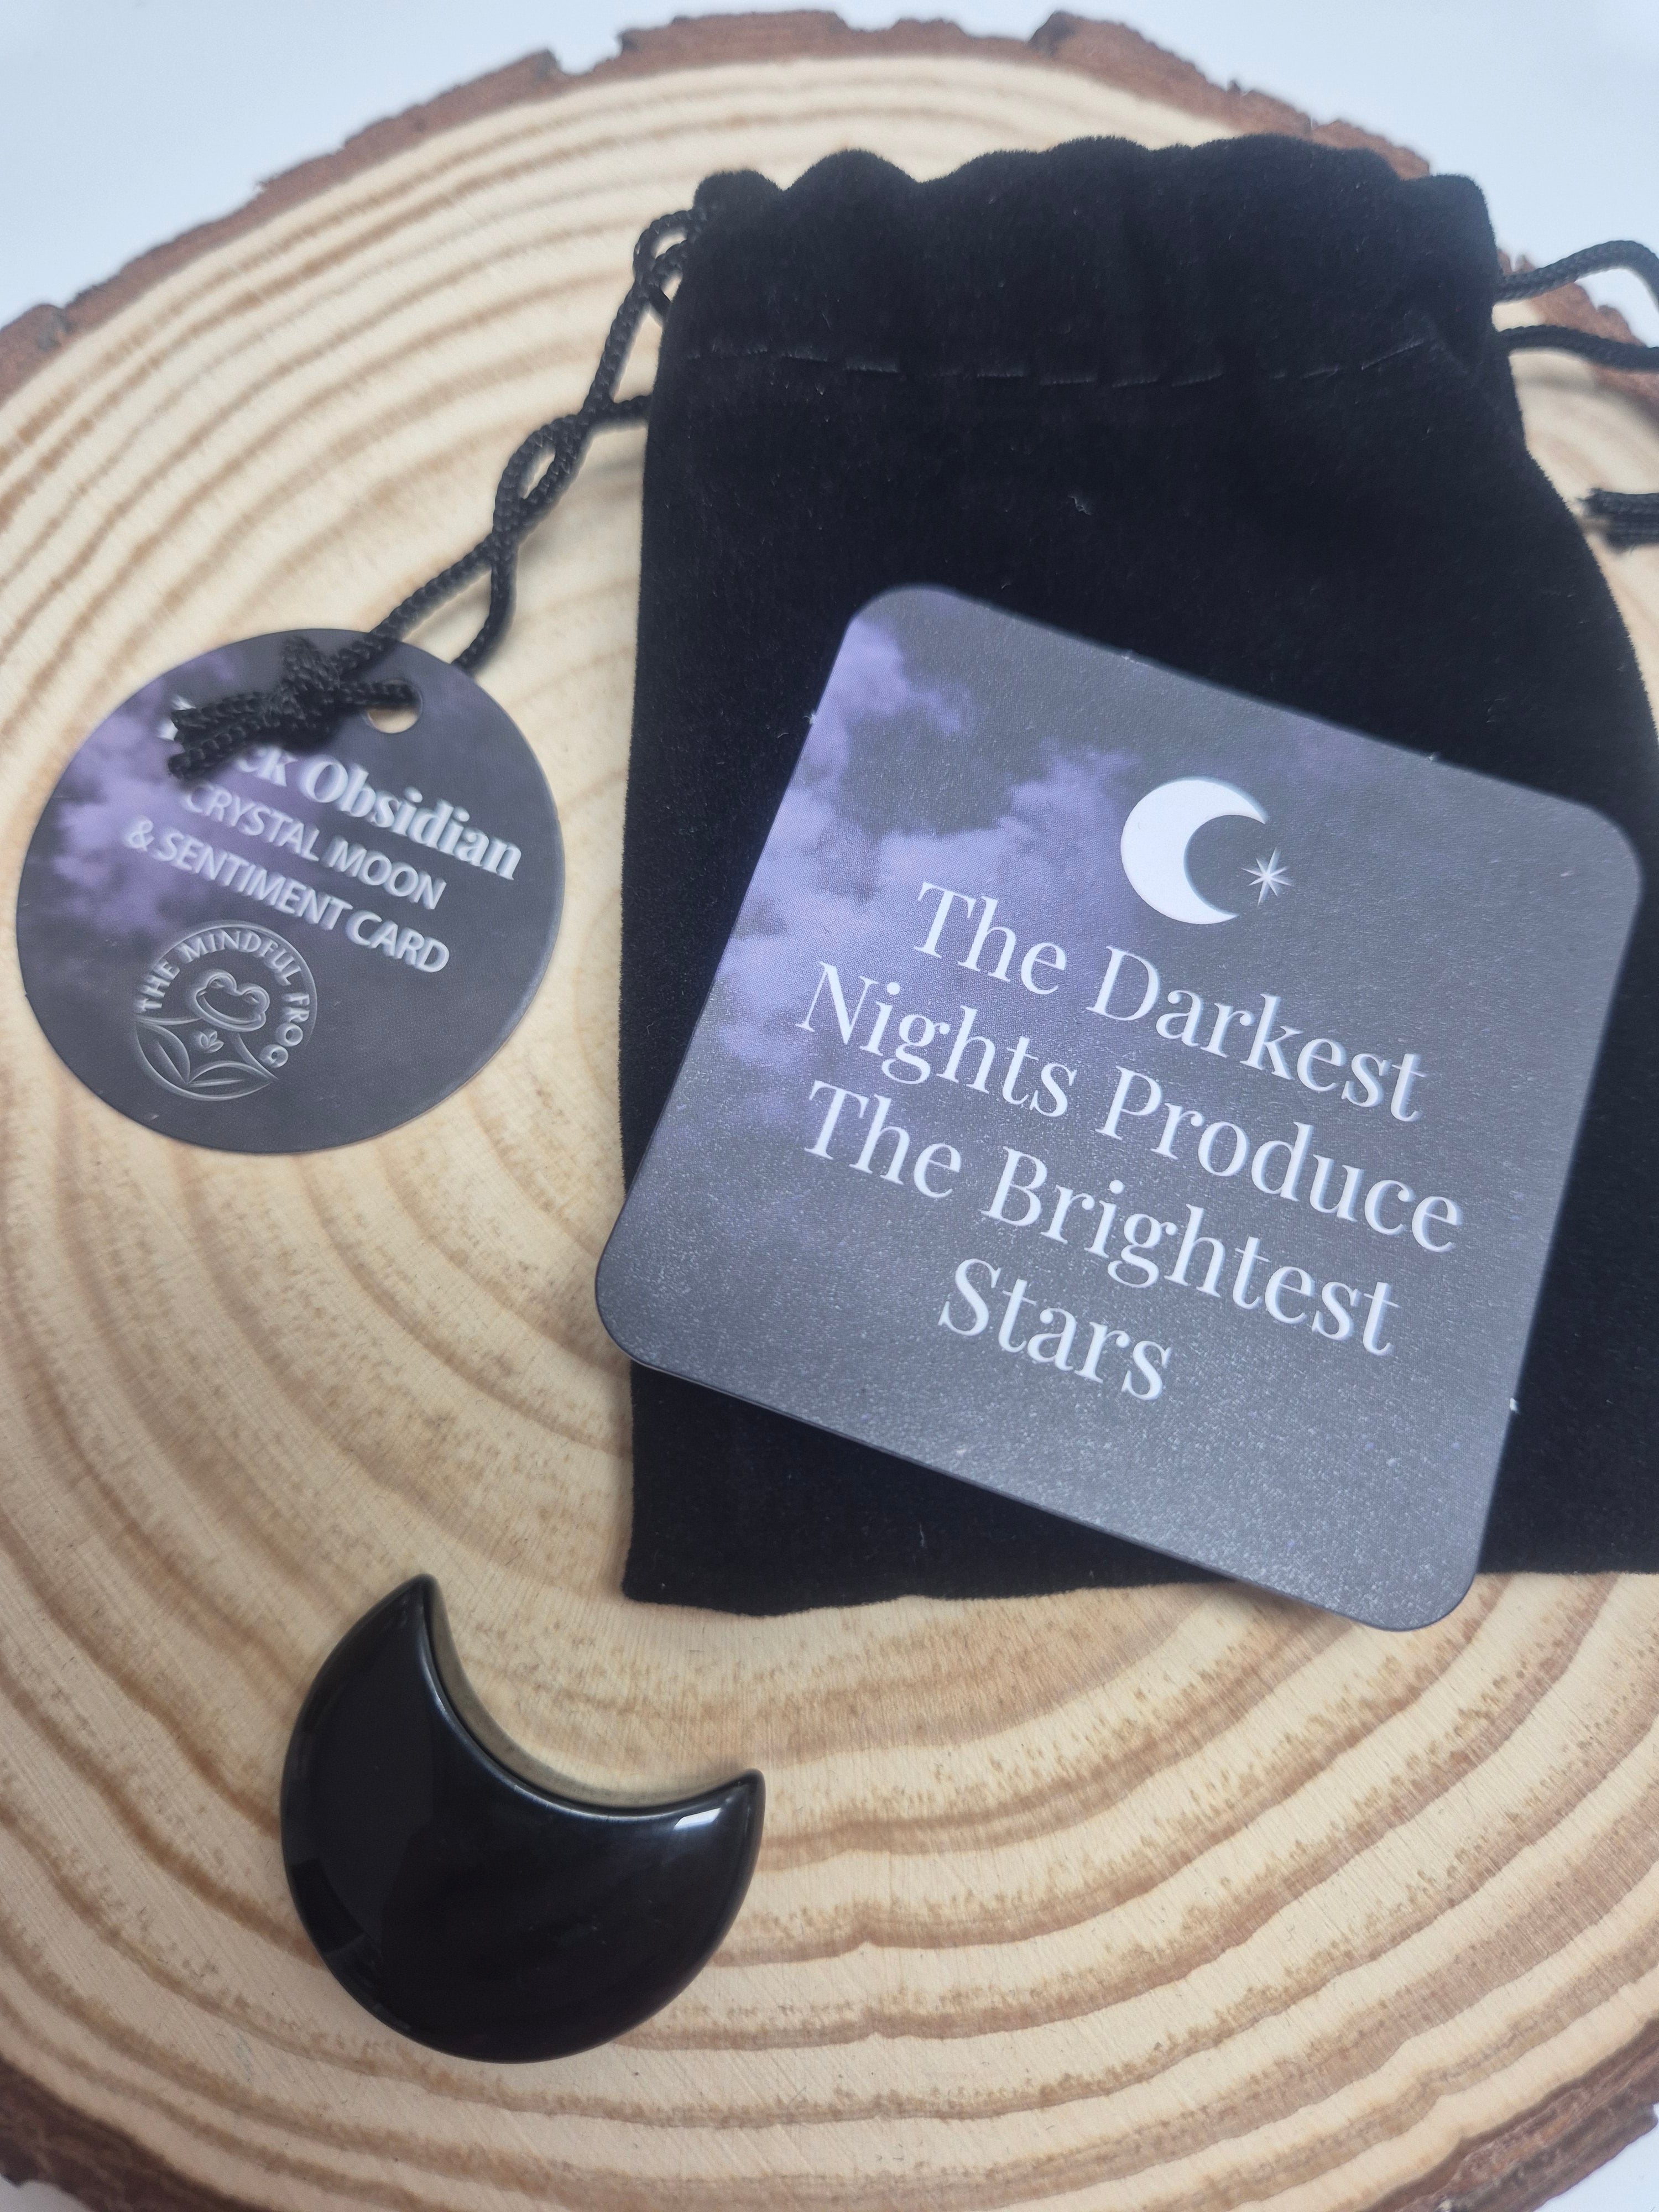 Obsidian
CRYSTAL MOON
& SENTIMENT CARD
THE MINDFUL FROG
The Darkest
Nights Produce
The Brightest
Stars